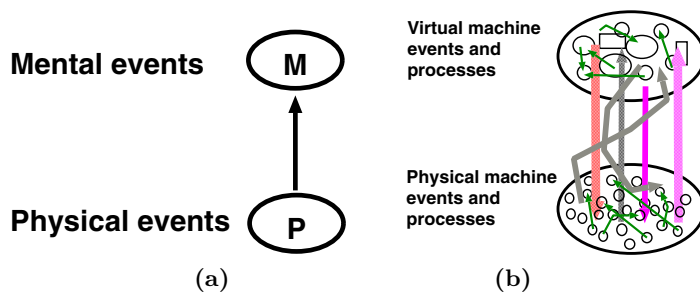 Mental events
M
Physical events
P
(a)
(b)
Virtual machine
events and
processes
Physical machine
events and
processes